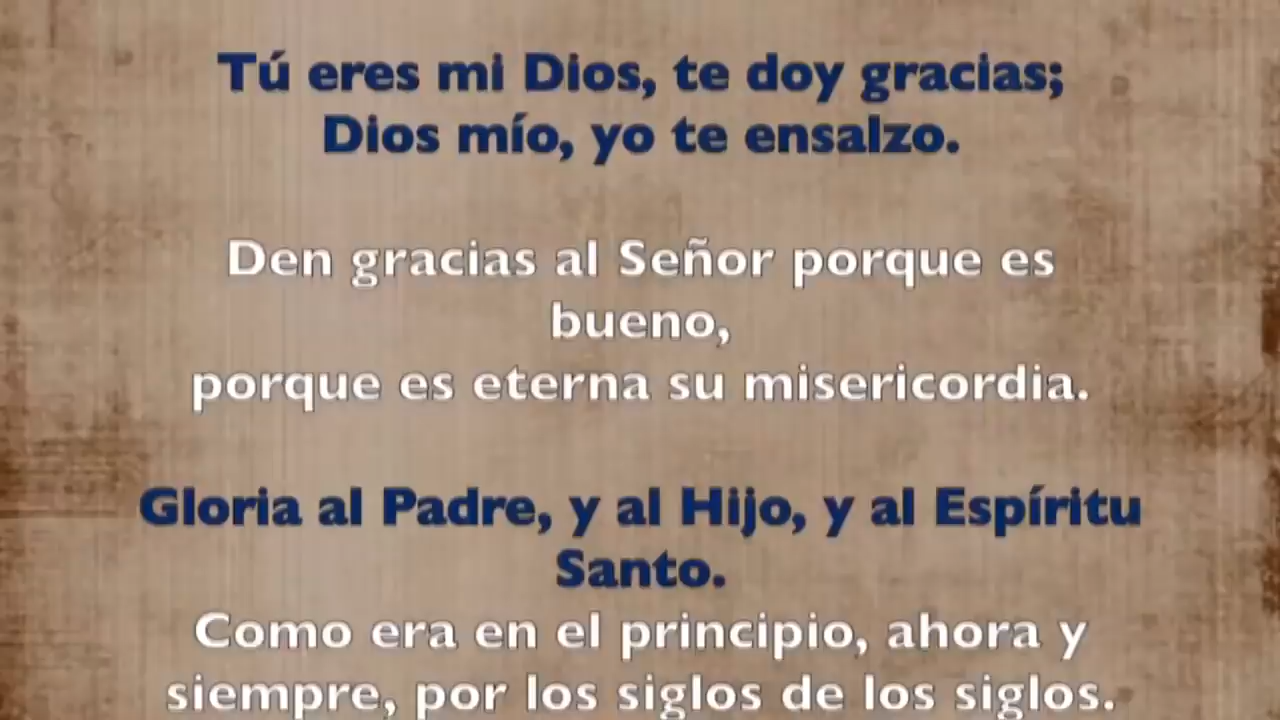 Tú eres mi Dios, te doy gracias;
Dios mío, yo te ensalzo.
Den gracias al Señor porque es
bueno,
porque es eterna su misericordia.
Gloria al Padre, y al Hijo, y al Espíritu
Santo.
Como era en el principio, ahora y
siempre, por los siglos de los siglos.